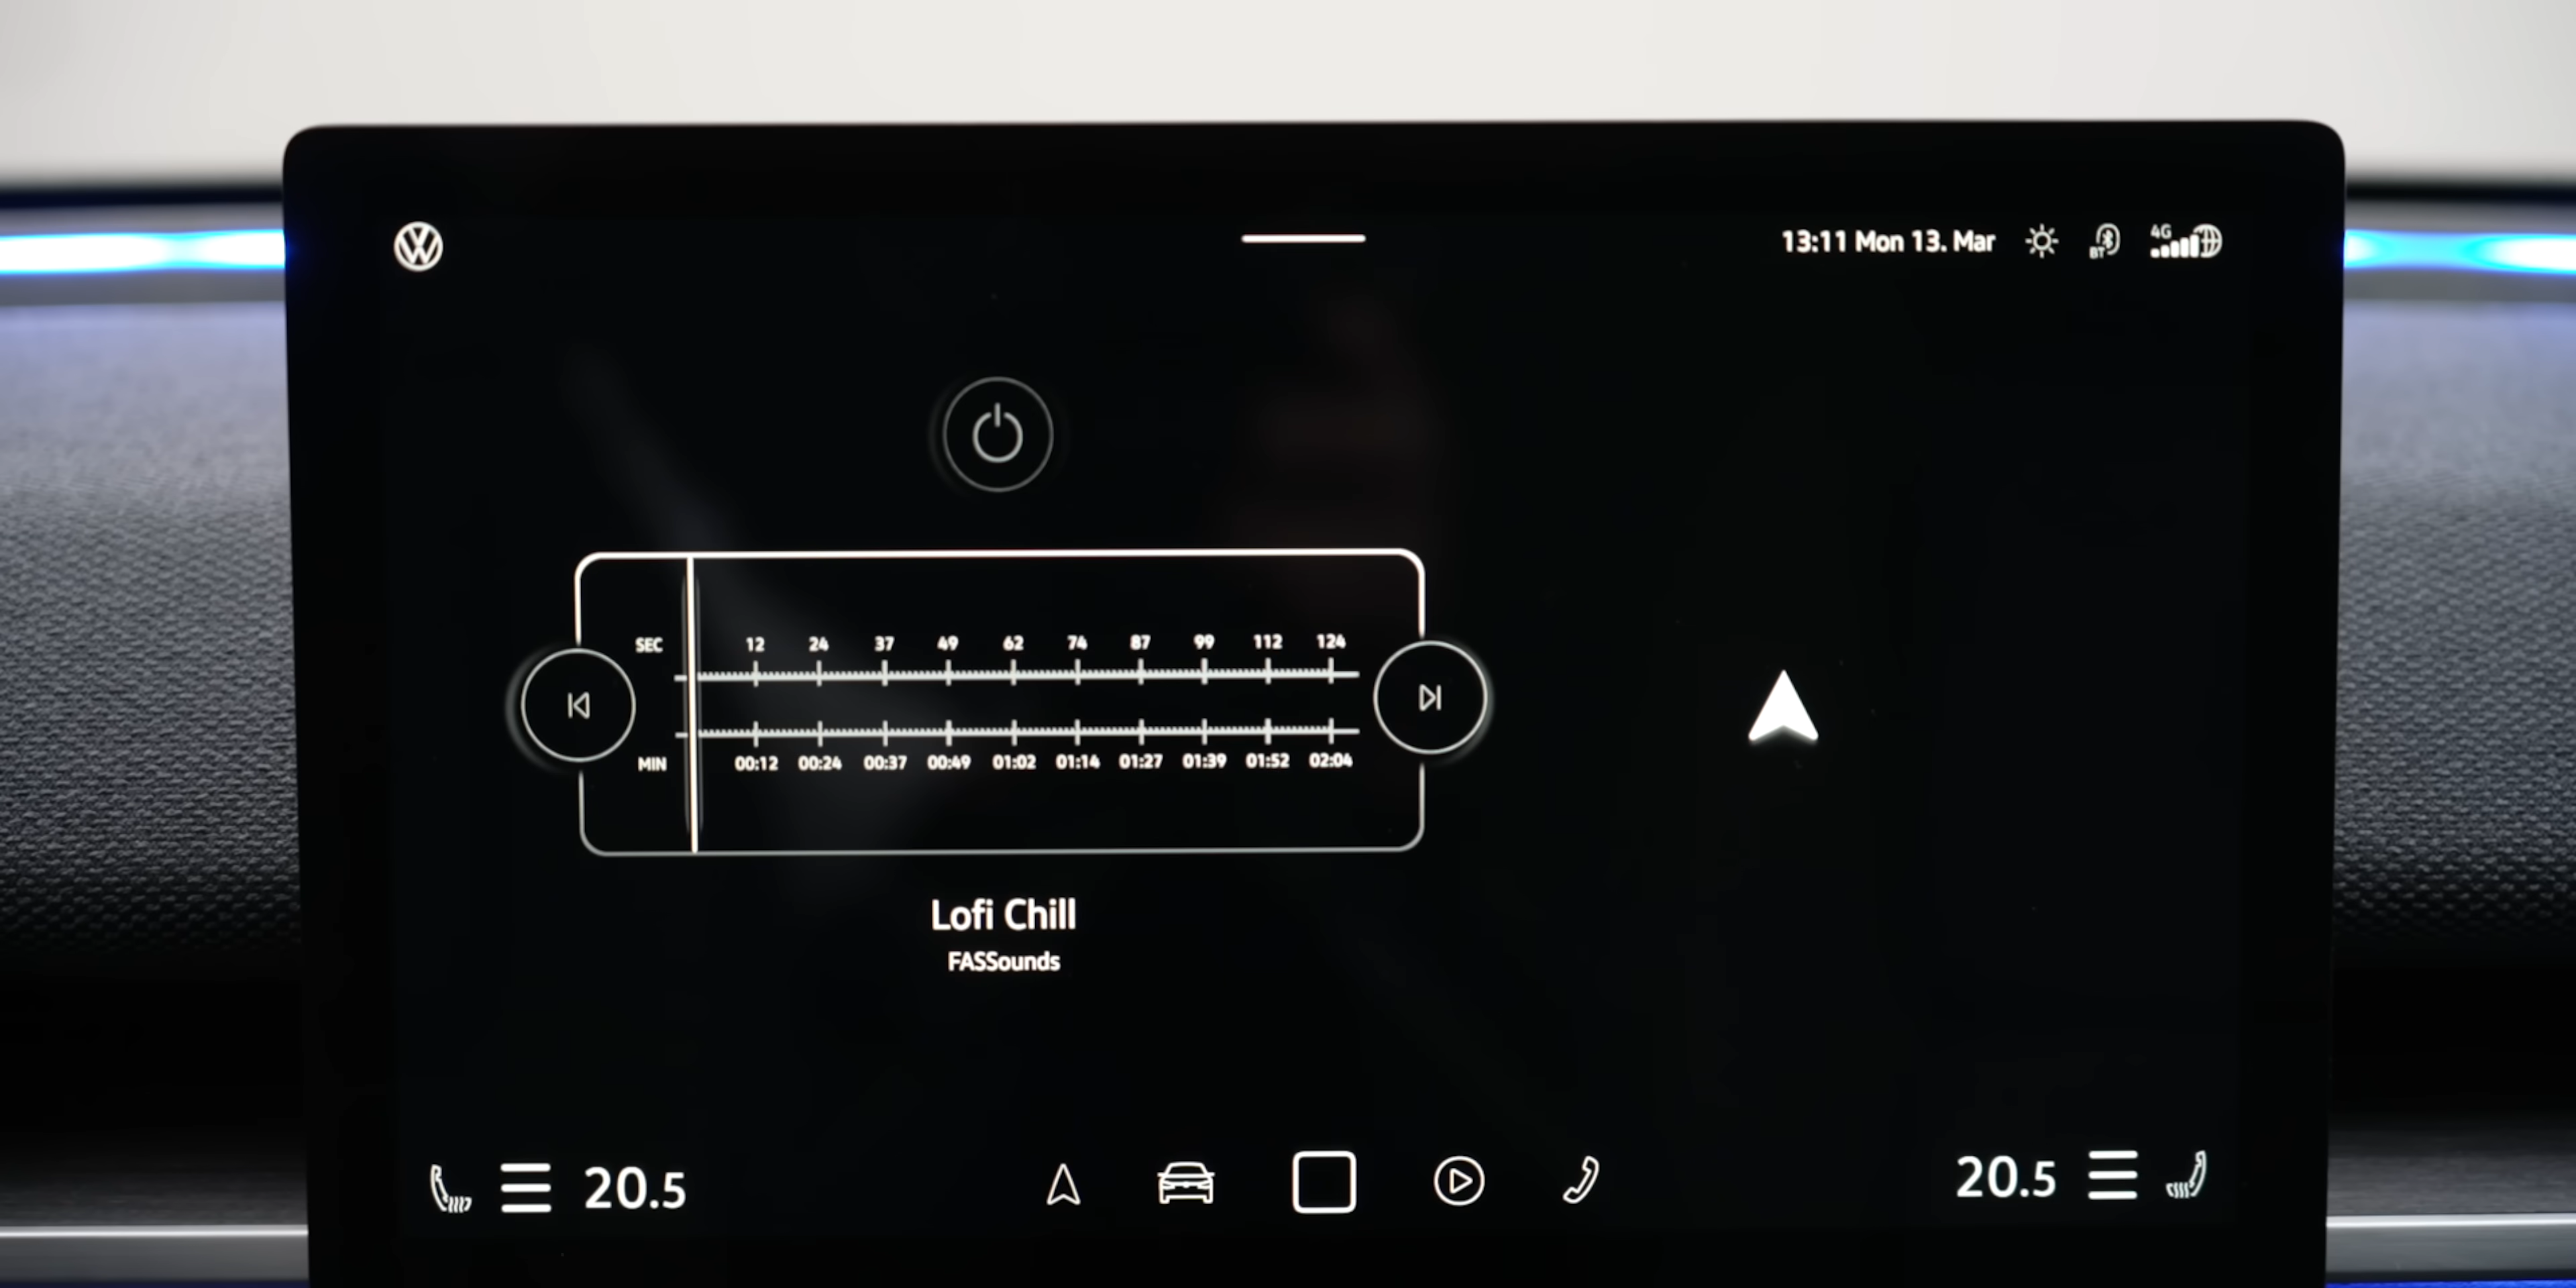 13:11 Mon 13. Mar
BT
4G
SEC 12 24 37 49 62 74 87 99 112 124
MIN 00:12 00:24 00:37 00:49 01:02 01:14 01:27 01:39 01:52 02:04
Lofi Chill
FASSounds
20.5
20.5